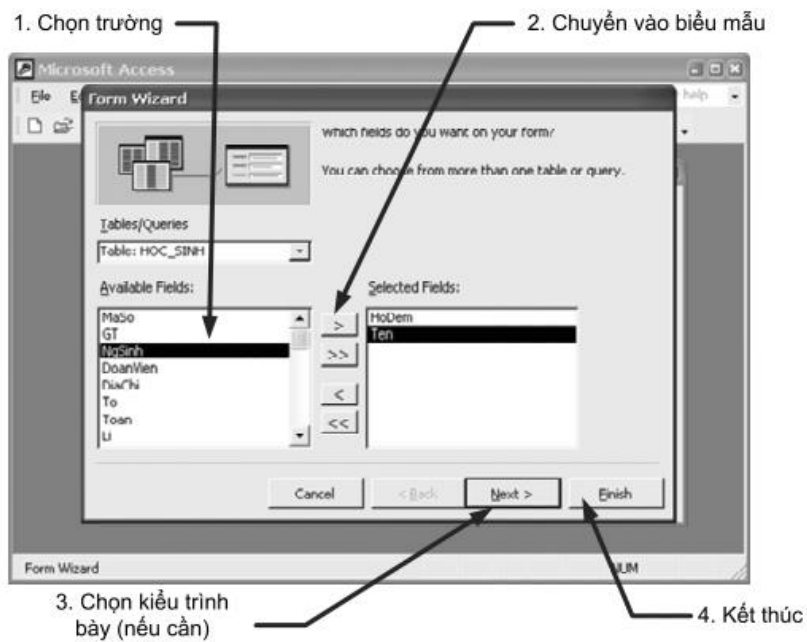 1. Chọn trường
2. Chuyển vào biểu mẫu
Microsoft Access
File
help
Form Wizard
Which fields do you want on your form?
You can choose from more than one table or query.
Tables/Queries
Table: HOC_SINH
Available Fields:
Selected Fields:
MaSo
GT
NgSinh
DoanVien
DiaChi
To
Toan
Li
>
>>
<
<<
HoDem
Ten
Cancel
< Back
Next >
Finish
Form Wizard
NUM
3. Chọn kiểu trình
bày (nếu cần)
4. Kết thúc